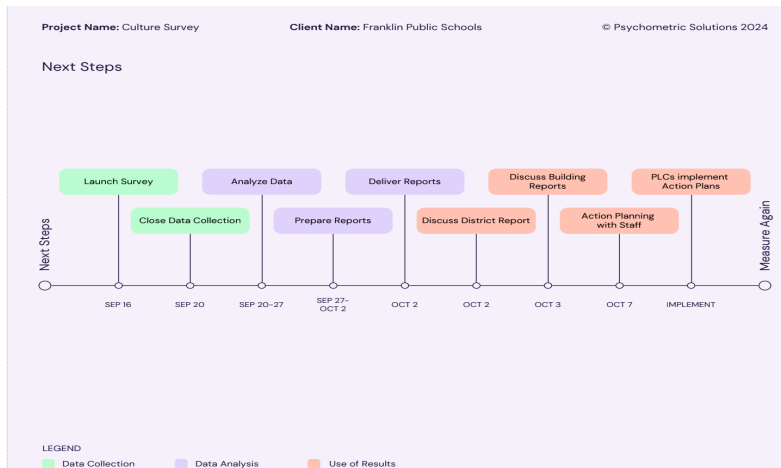 Project Name: Culture Survey
Client Name: Franklin Public Schools
© Psychometric Solutions 2024
Next Steps
Launch Survey
Analyze Data
Deliver Reports
Discuss Building
Reports
PLCs implement
Action Plans
Close Data Collection
Prepare Reports
Discuss District Report
Action Planning
with Staff
Next Steps
Measure Again
SEP 16
SEP 20
SEP 20-27
SEP 27-
OCT 2
OCT 2
OCT 2
OCT 3
OCT 7
IMPLEMENT
LEGEND
Data Collection
Data Analysis
Use of Results